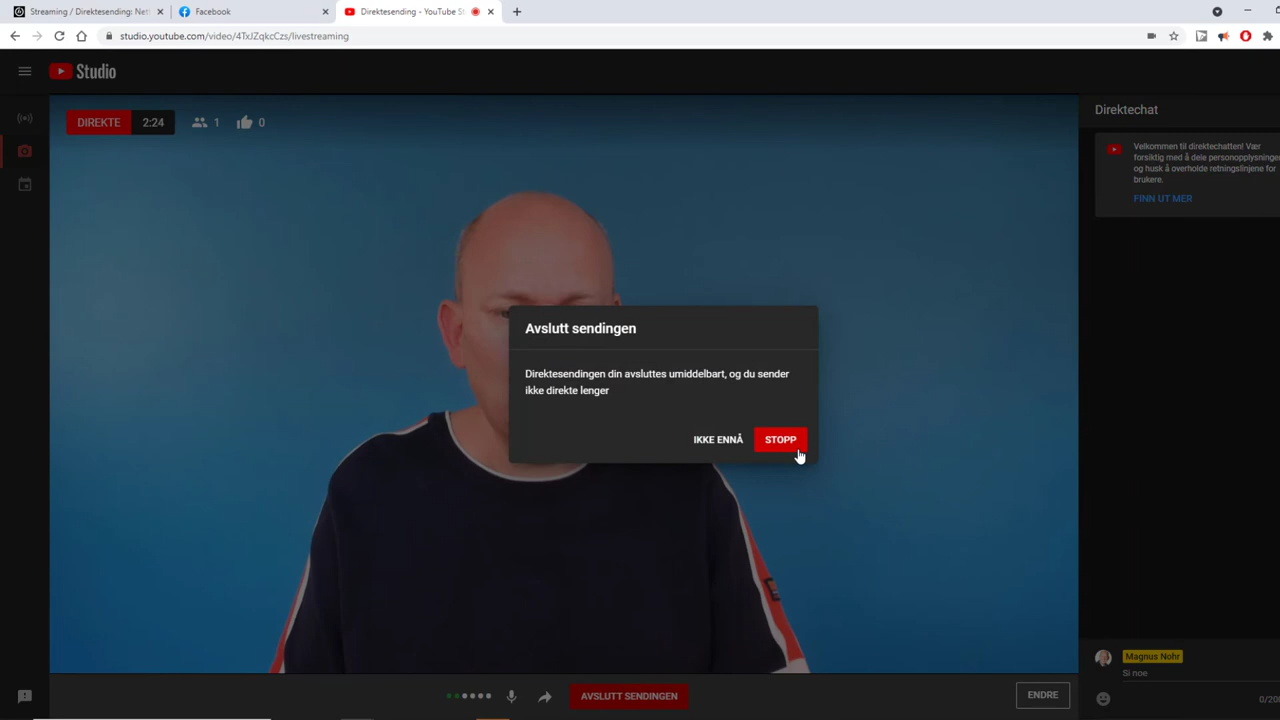 Streaming / Direktesending: Net
Facebook
Direktesending - YouTube St
studio.youtube.com/video/4TxJZqkcCzs/livestreaming
Studio
DIREKTE 2:24 1 0
Direktechat
Velkommen til direktechatten! Vær
forsiktig med å dele personopplysninger
og husk å overholde retningslinjene for
brukere.
FINN UT MER
Avslutt sendingen
Direktesendingen din avsluttes umiddelbart, og du sender
ikke direkte lenger
IKKE ENNÅ STOPP
Magnus Nohr
Si noe
AVSLUTT SENDINGEN
ENDRE
0/20